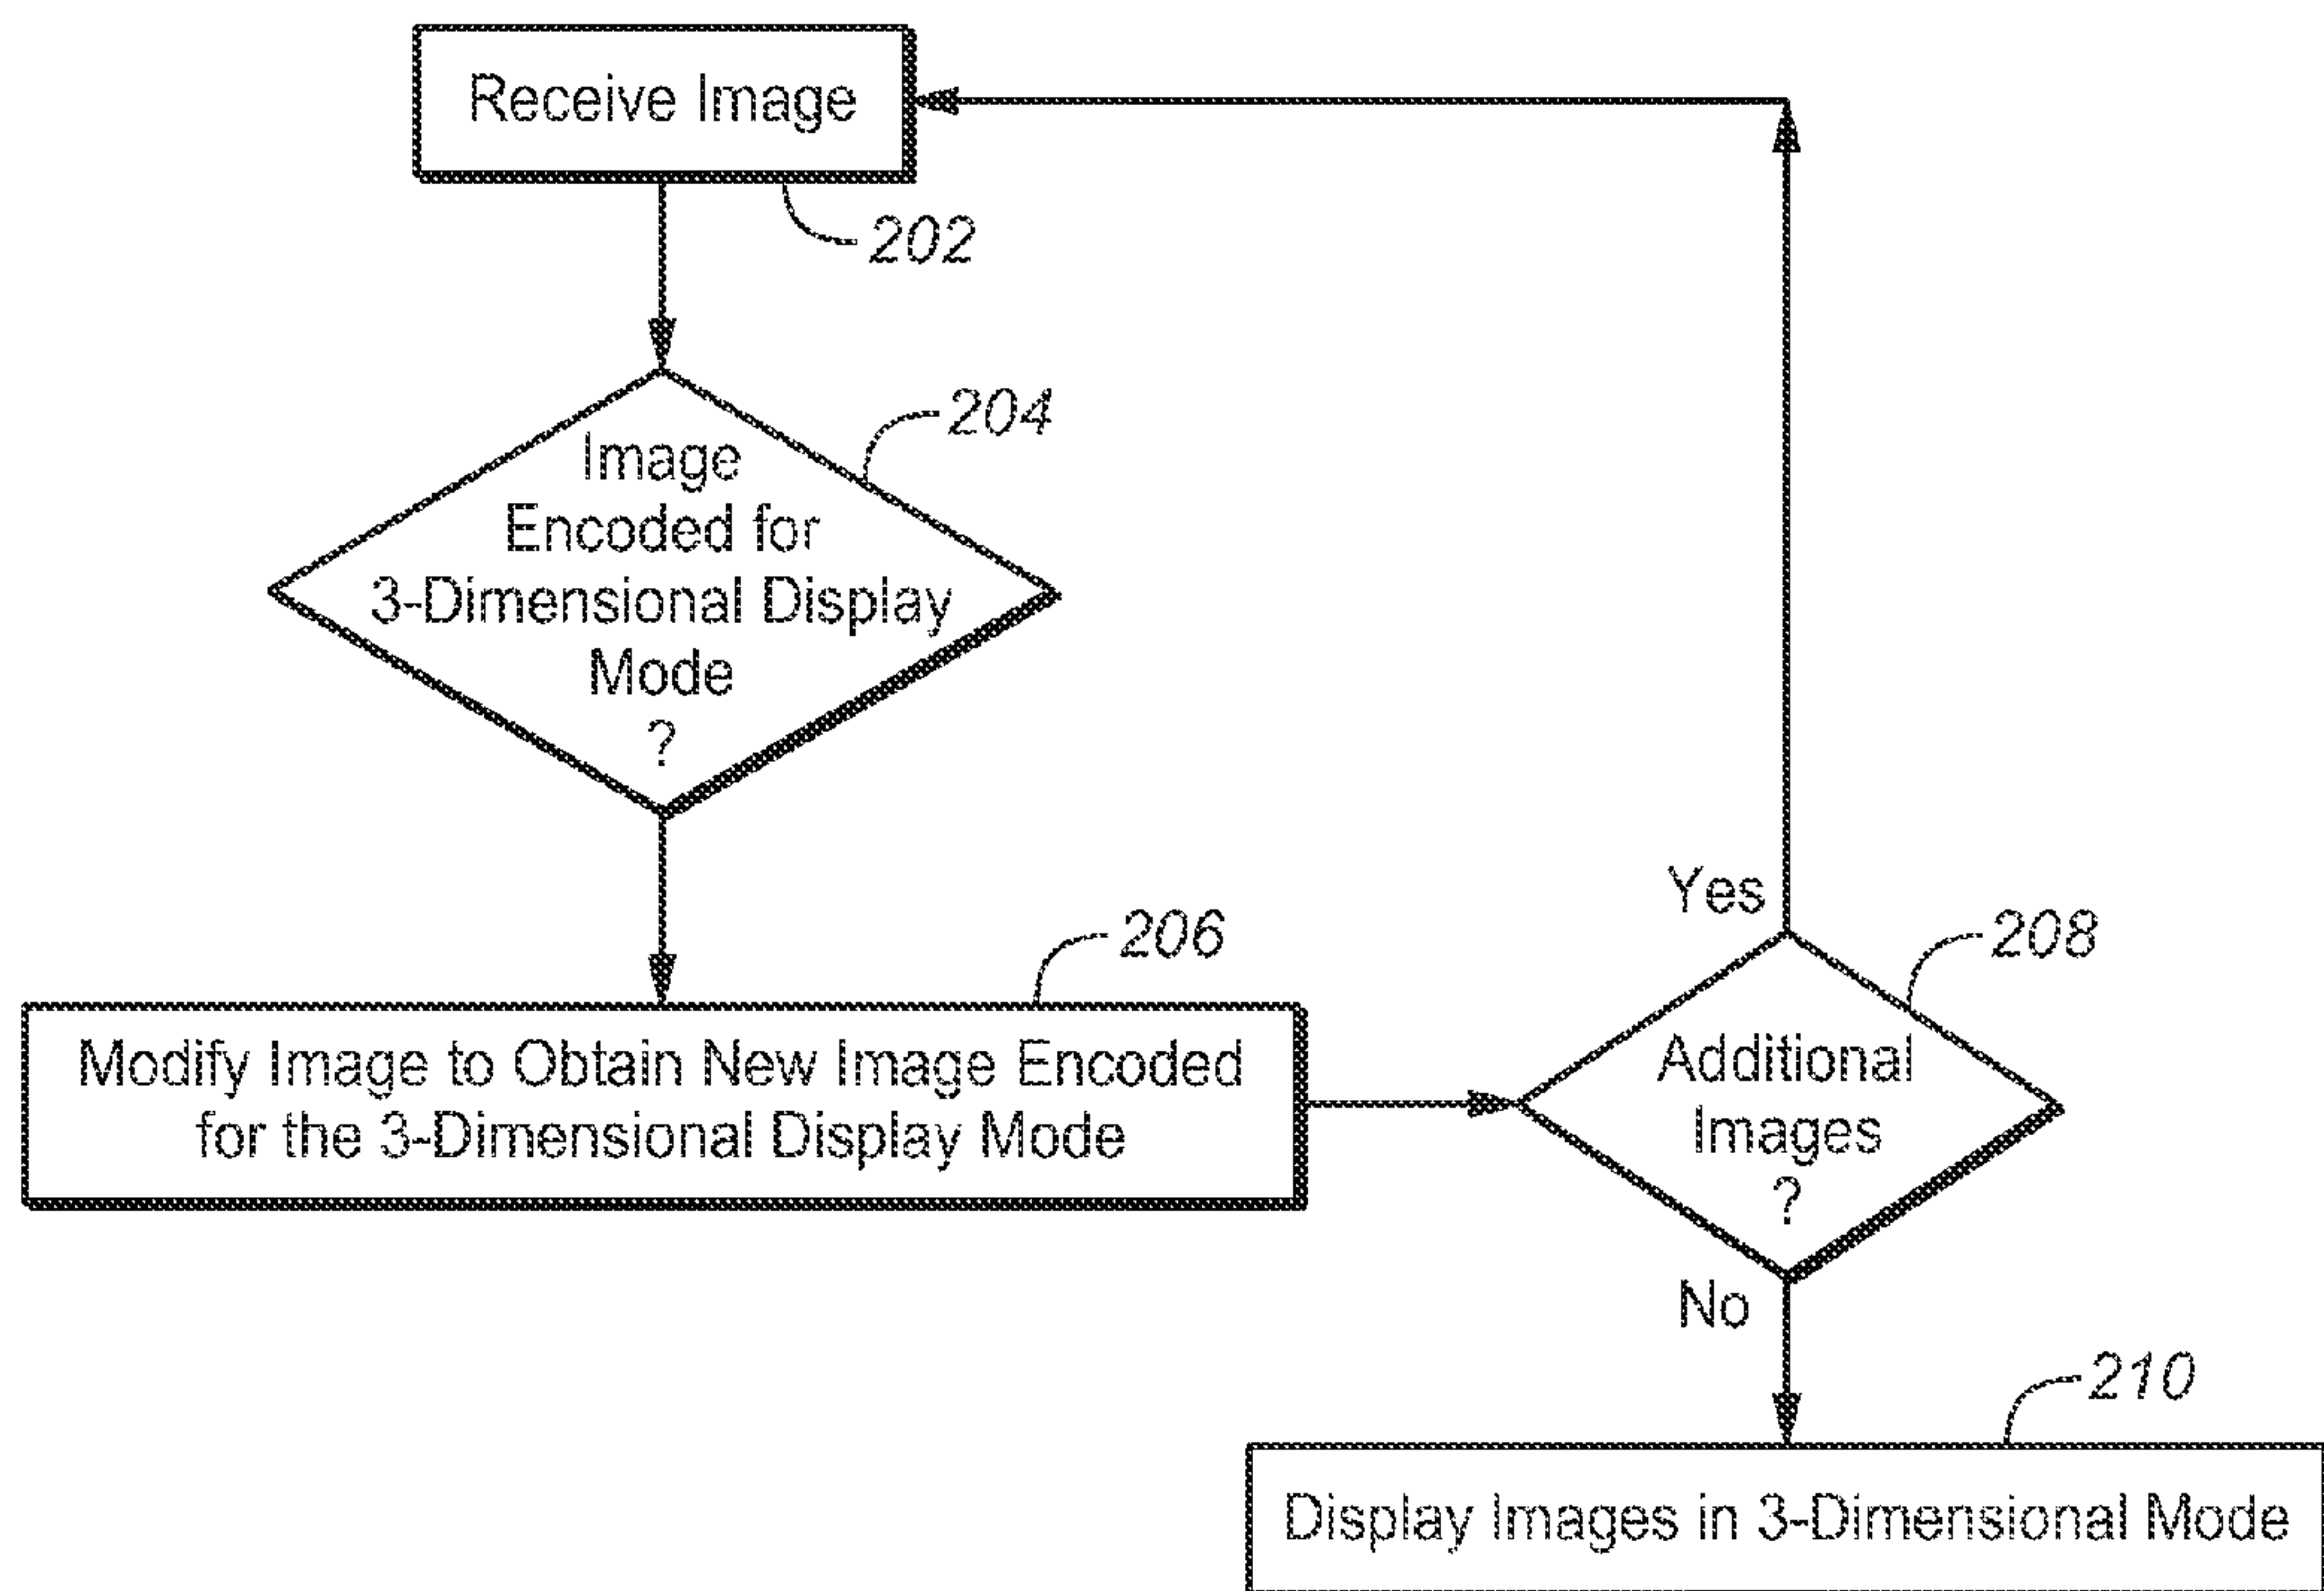 Receive Image
202
204
Image
Encoded for
3-Dimensional Display
Mode
?
206
Modify Image to Obtain New Image Encoded
for the 3-Dimensional Display Mode
Yes
208
Additional
Images
?
No
210
Display Images in 3-Dimensional Mode